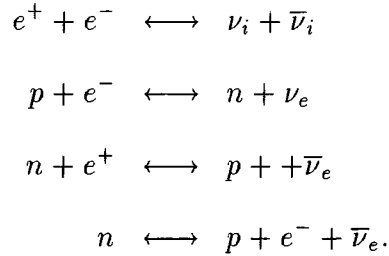 e⁺ + e⁻ ⟷ νᵢ + ν̅ᵢ
p + e⁻ ⟷ n + νₑ
n + e⁺ ⟷ p + +ν̅ₑ
n ⟷ p + e⁻ + ν̅ₑ.